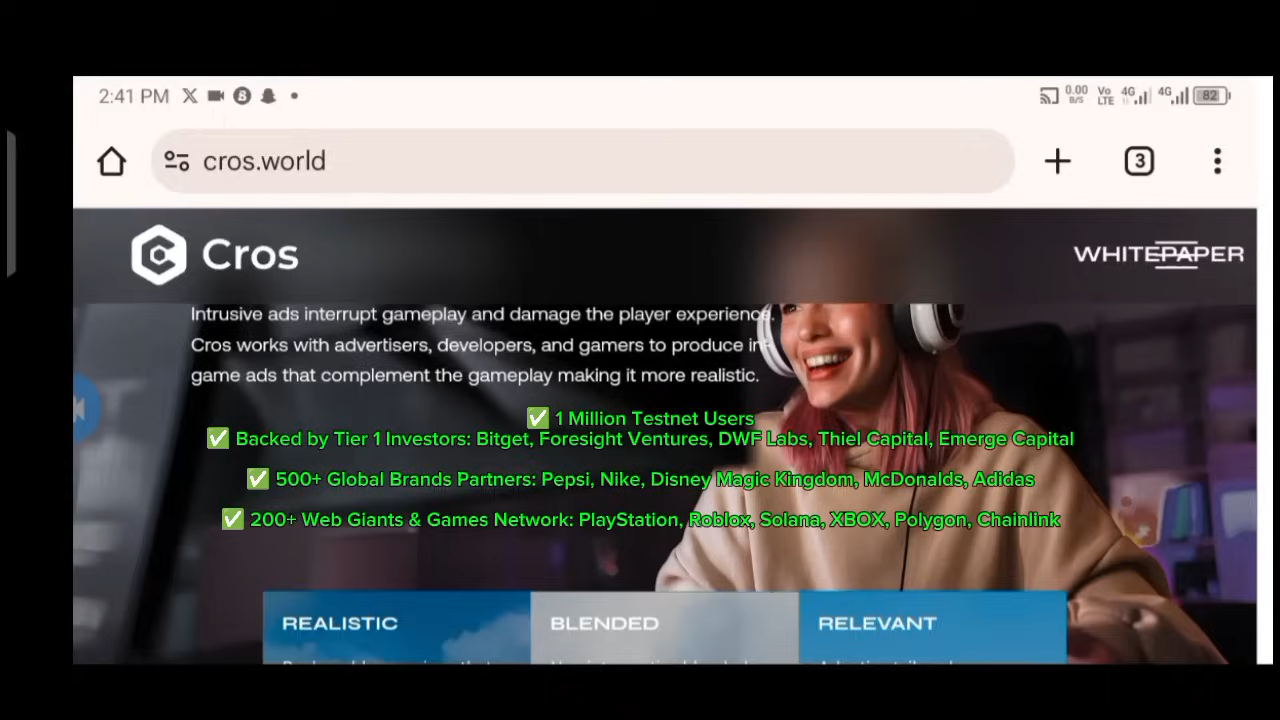 2:41 PM
0.00 B/S Vo LTE 4G 4G 82
cros.world
3
Cros
WHITEPAPER
Intrusive ads interrupt gameplay and damage the player experience.
Cros works with advertisers, developers, and gamers to produce in-
game ads that complement the gameplay making it more realistic.
✅ 1 Million Testnet Users
✅ Backed by Tier 1 Investors: Bitget, Foresight Ventures, DWF Labs, Thiel Capital, Emerge Capital
✅ 500+ Global Brands Partners: Pepsi, Nike, Disney Magic Kingdom, McDonalds, Adidas
✅ 200+ Web Giants & Games Network: PlayStation, Roblox, Solana, XBOX, Polygon, Chainlink
REALISTIC
BLENDED
RELEVANT